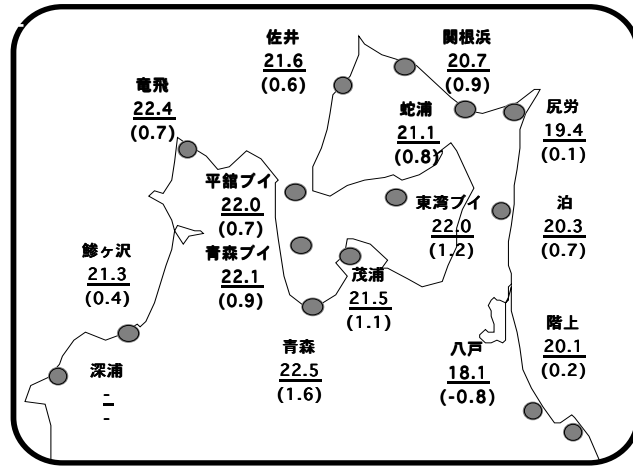 佐井
21.6
(0.6)
関根浜
20.7
(0.9)
竜飛
22.4
(0.7)
蛇浦
21.1
(0.8)
尻労
19.4
(0.1)
平舘ブイ
22.0
(0.7)
東湾ブイ
22.0
(1.2)
泊
20.3
(0.7)
鯵ヶ沢
21.3
(0.4)
青森ブイ
22.1
(0.9)
茂浦
21.5
(1.1)
青森
22.5
(1.6)
八戸
18.1
(-0.8)
階上
20.1
(0.2)
深浦
-
-